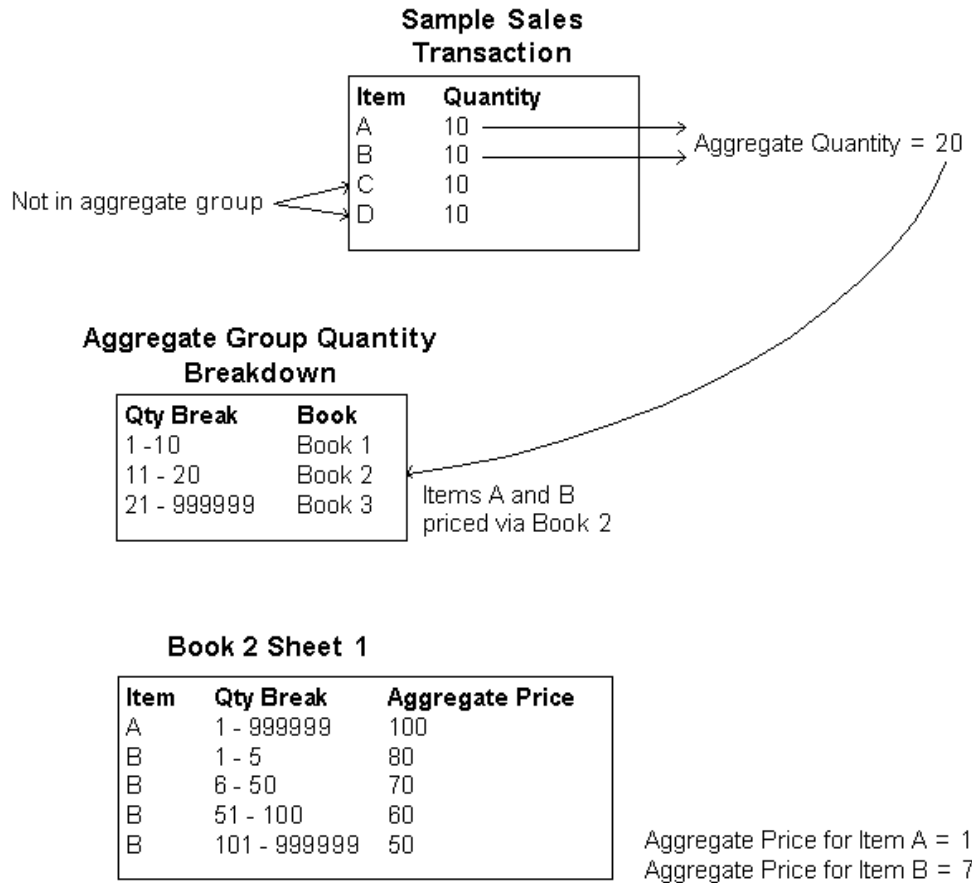 Sample Sales
Transaction
Item Quantity
A 10
B 10
C 10
D 10
Aggregate Quantity = 20
Not in aggregate group
Aggregate Group Quantity
Breakdown
Qty Break Book
1 -10 Book 1
11 - 20 Book 2
21 - 999999 Book 3
Items A and B
priced via Book 2
Book 2 Sheet 1
Item Qty Break Aggregate Price
A 1 - 999999 100
B 1 - 5 80
B 6 - 50 70
B 51 - 100 60
B 101 - 999999 50
Aggregate Price for Item A = 1
Aggregate Price for Item B = 7